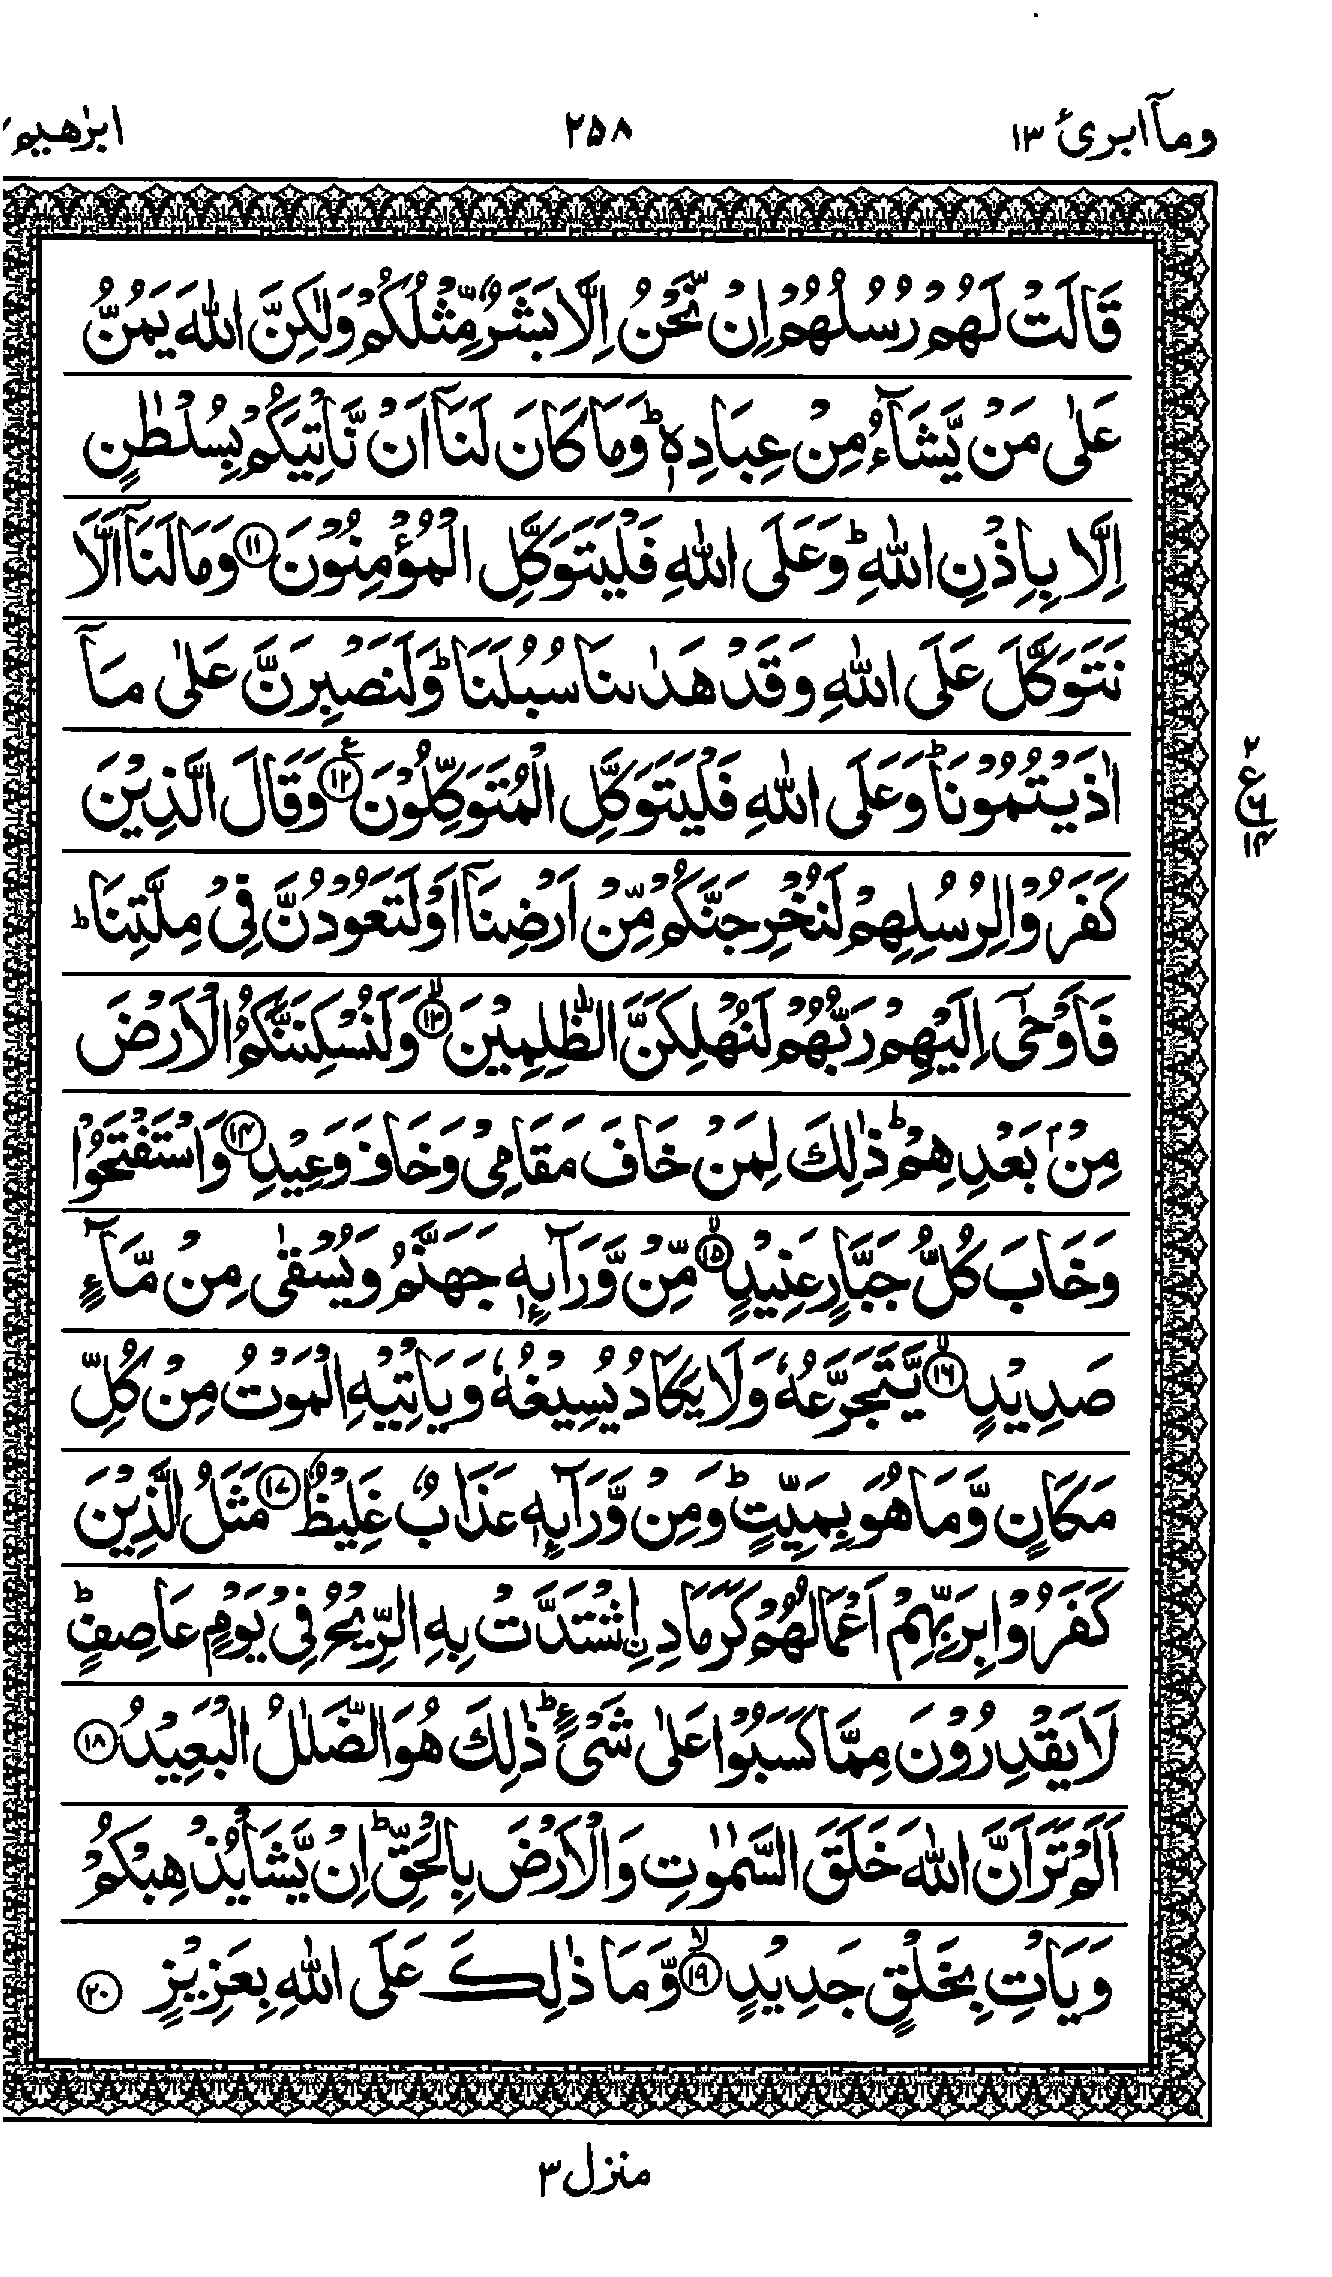 ومآ ابرئ ١٣
٢٥٨
ابرٰهيم
قَالَتْ لَهُمْ رُسُلُهُمْ اِنْ نَّحْنُ اِلَّا بَشَرٌ مِّثْلُكُمْ وَلٰكِنَّ اللّٰهَ يَمُنُّ
عَلٰى مَنْ يَّشَآءُ مِنْ عِبَادِهٖ ؕ وَمَا كَانَ لَنَاۤ اَنْ نَّاْتِيَكُمْ بِسُلْطٰنٍ
اِلَّا بِاِذْنِ اللّٰهِ ؕ وَعَلَى اللّٰهِ فَلْيَتَوَكَّلِ الْمُؤْمِنُوْنَ ١١ وَمَا لَنَاۤ اَلَّا
نَتَوَكَّلَ عَلَى اللّٰهِ وَقَدْ هَدٰىنَا سُبُلَنَا ؕ وَلَنَصْبِرَنَّ عَلٰى مَاۤ
اٰذَيْتُمُوْنَا ؕ وَعَلَى اللّٰهِ فَلْيَتَوَكَّلِ الْمُتَوَكِّلُوْنَ ١٢ ع وَقَالَ الَّذِيْنَ
كَفَرُوْا لِرُسُلِهِمْ لَنُخْرِجَنَّكُمْ مِّنْ اَرْضِنَاۤ اَوْ لَتَعُوْدُنَّ فِيْ مِلَّتِنَا ؕ
فَاَوْحٰۤى اِلَيْهِمْ رَبُّهُمْ لَنُهْلِكَنَّ الظّٰلِمِيْنَ ١٣ ۙ وَلَنُسْكِنَنَّكُمُ الْاَرْضَ
مِنْۢ بَعْدِهِمْ ؕ ذٰلِكَ لِمَنْ خَافَ مَقَامِيْ وَخَافَ وَعِيْدِ ١٤ وَاسْتَفْتَحُوْا
وَخَابَ كُلُّ جَبَّارٍ عَنِيْدٍ ١٥ ۙ مِّنْ وَّرَآئِهٖ جَهَنَّمُ وَيُسْقٰى مِنْ مَّآءٍ
صَدِيْدٍ ١٦ ۙ يَّتَجَرَّعُهٗ وَلَا يَكَادُ يُسِيْغُهٗ وَيَاْتِيْهِ الْمَوْتُ مِنْ كُلِّ
مَكَانٍ وَّمَا هُوَ بِمَيِّتٍ ؕ وَمِنْ وَّرَآئِهٖ عَذَابٌ غَلِيْظٌ ١٧ مَثَلُ الَّذِيْنَ
كَفَرُوْا بِرَبِّهِمْ اَعْمَالُهُمْ كَرَمَادِ ِۨاشْتَدَّتْ بِهِ الرِّيْحُ فِيْ يَوْمٍ عَاصِفٍ ؕ
لَا يَقْدِرُوْنَ مِمَّا كَسَبُوْا عَلٰى شَيْءٍ ؕ ذٰلِكَ هُوَ الضَّلٰلُ الْبَعِيْدُ ١٨
اَلَمْ تَرَ اَنَّ اللّٰهَ خَلَقَ السَّمٰوٰتِ وَالْاَرْضَ بِالْحَقِّ ؕ اِنْ يَّشَاْ يُذْهِبْكُمْ
وَيَاْتِ بِخَلْقٍ جَدِيْدٍ ١٩ ۙ وَّمَا ذٰلِكَ عَلَى اللّٰهِ بِعَزِيْزٍ ٢٠
منزل ٣